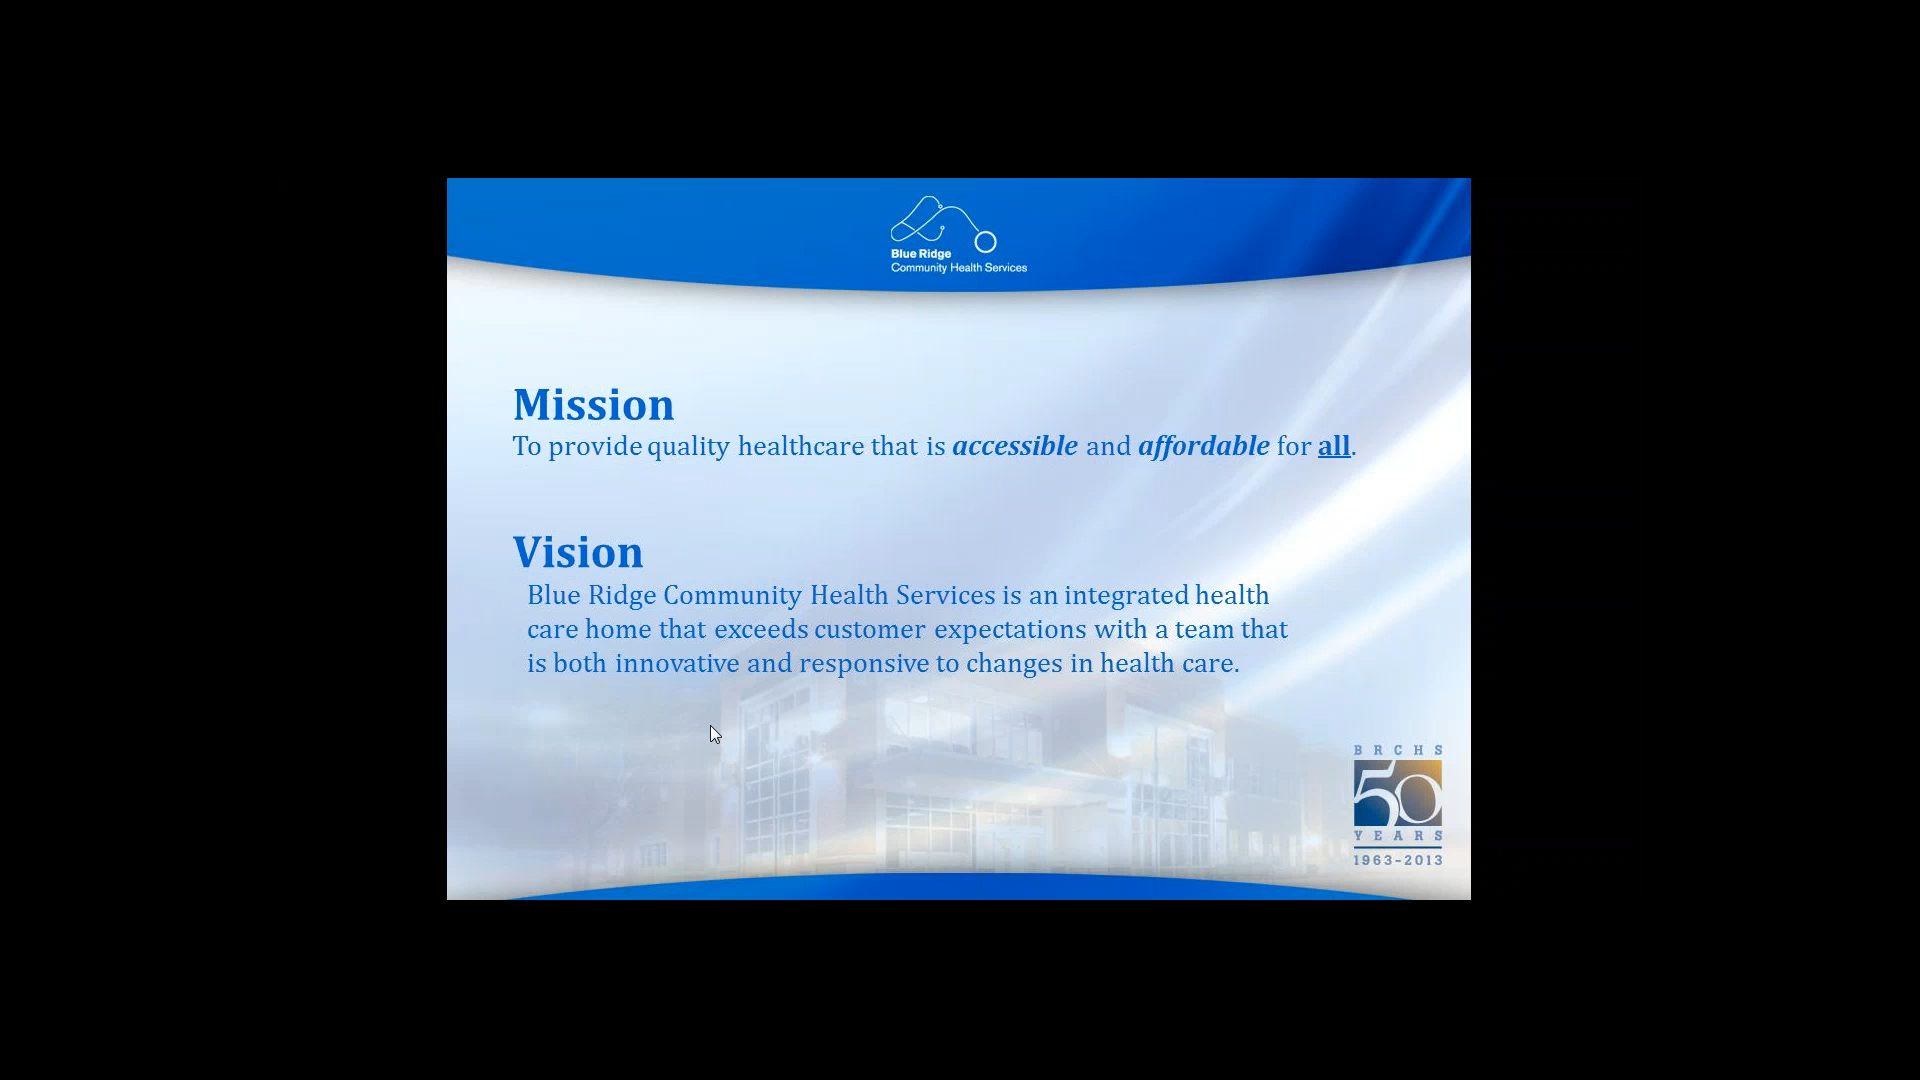 Blue Ridge
Community Health Services
Mission
To provide quality healthcare that is accessible and affordable for all.
Vision
Blue Ridge Community Health Services is an integrated health
care home that exceeds customer expectations with a team that
is both innovative and responsive to changes in health care.
BRCHS
50
YEARS
1963-2013